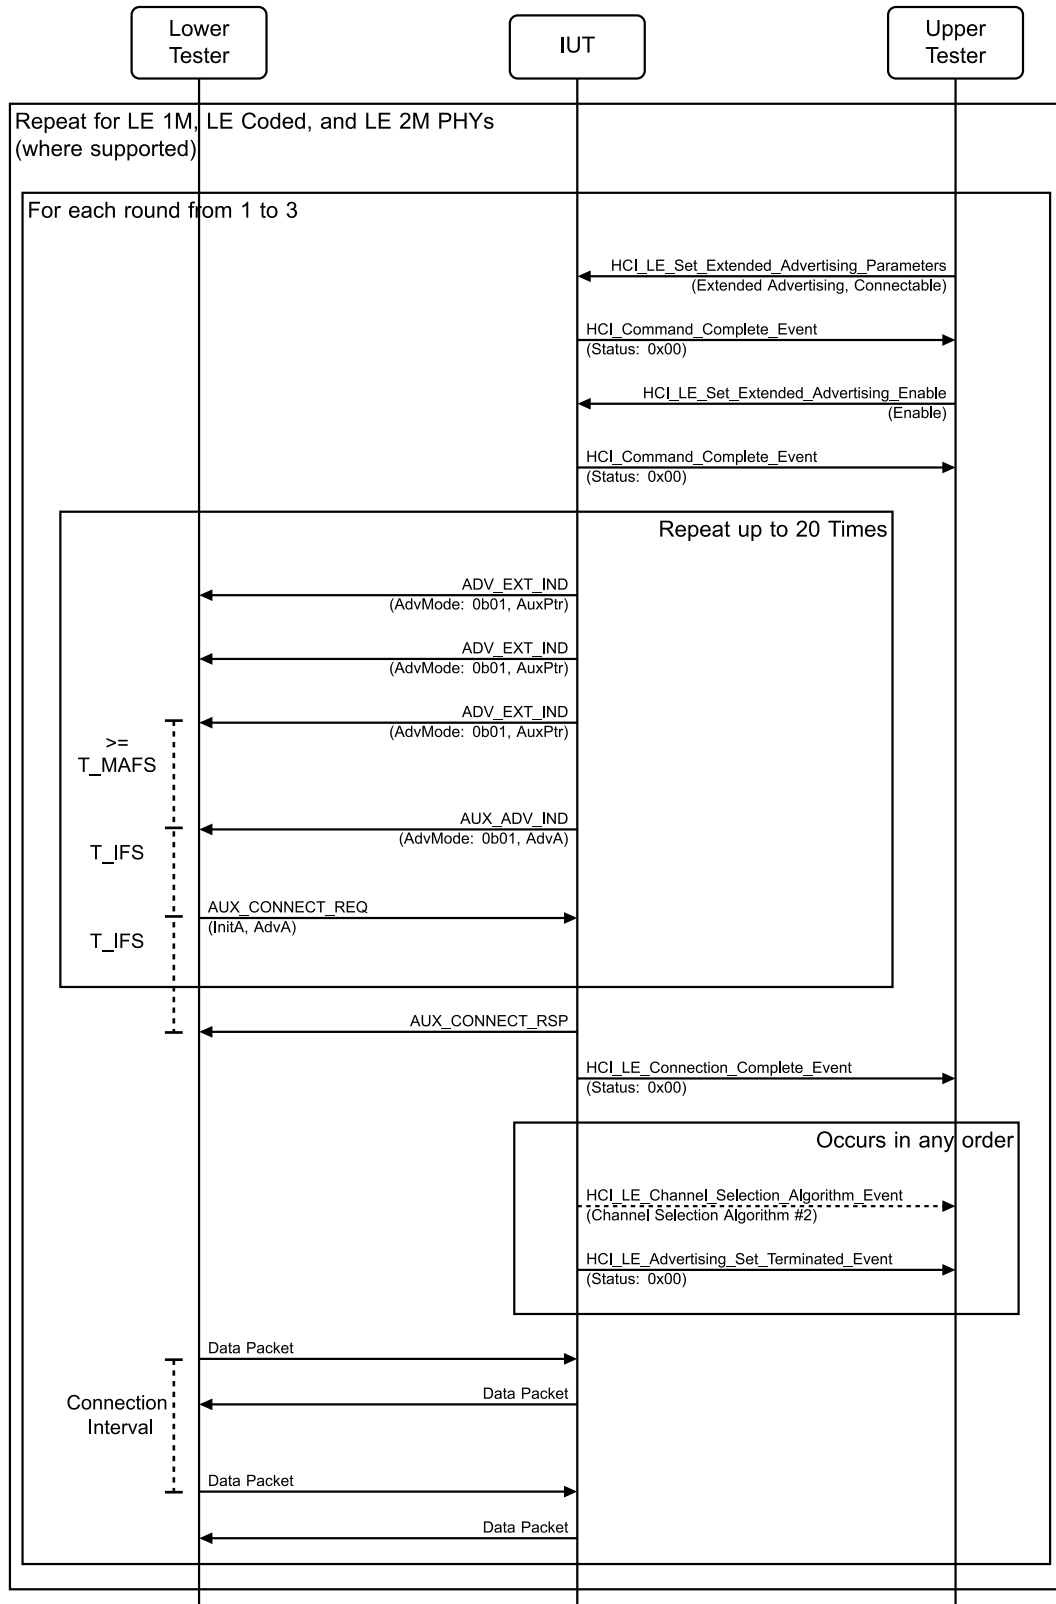 Lower
Tester
IUT
Upper
Tester
Repeat for LE 1M, LE Coded, and LE 2M PHYs
(where supported)
For each round from 1 to 3
HCI_LE_Set_Extended_Advertising_Parameters
(Extended Advertising, Connectable)
HCI_Command_Complete_Event
(Status: 0x00)
HCI_LE_Set_Extended_Advertising_Enable
(Enable)
HCI_Command_Complete_Event
(Status: 0x00)
Repeat up to 20 Times
ADV_EXT_IND
(AdvMode: 0b01, AuxPtr)
ADV_EXT_IND
(AdvMode: 0b01, AuxPtr)
ADV_EXT_IND
(AdvMode: 0b01, AuxPtr)
>=
T_MAFS
AUX_ADV_IND
(AdvMode: 0b01, AdvA)
T_IFS
AUX_CONNECT_REQ
(InitA, AdvA)
T_IFS
AUX_CONNECT_RSP
HCI_LE_Connection_Complete_Event
(Status: 0x00)
Occurs in any order
HCI_LE_Channel_Selection_Algorithm_Event
(Channel Selection Algorithm #2)
HCI_LE_Advertising_Set_Terminated_Event
(Status: 0x00)
Data Packet
Data Packet
Connection
Interval
Data Packet
Data Packet